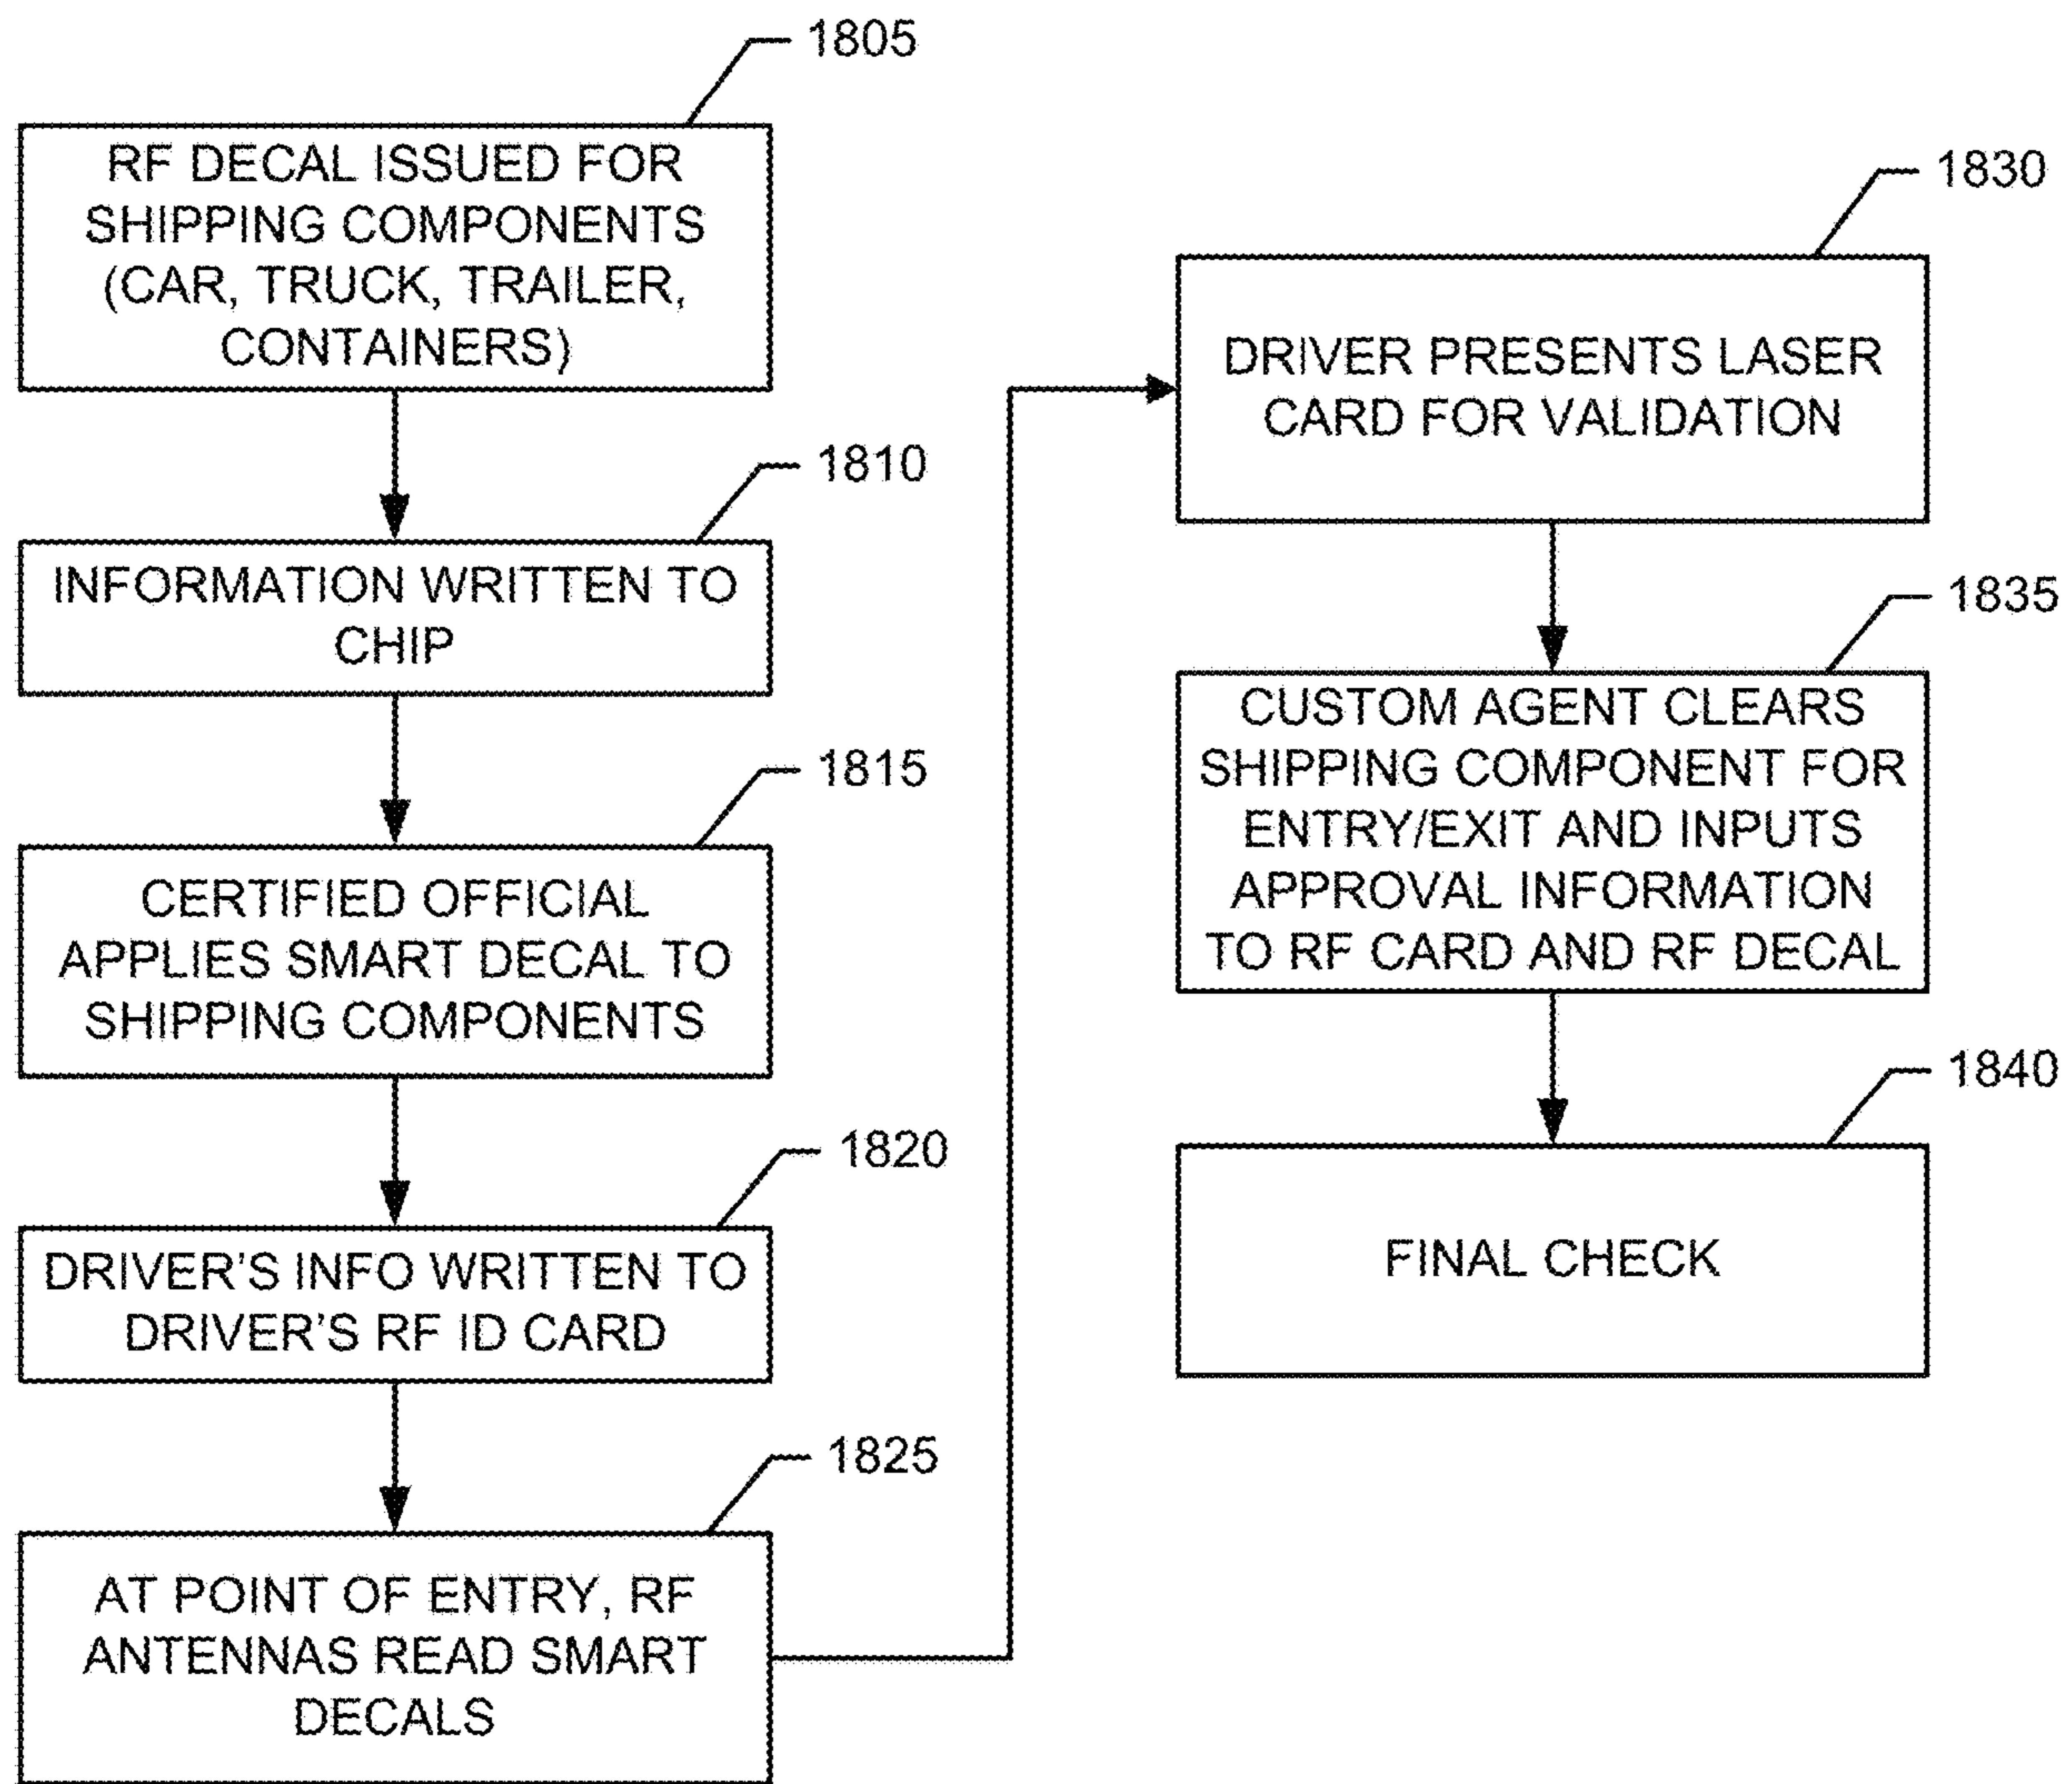 1805
RF DECAL ISSUED FOR
SHIPPING COMPONENTS
(CAR, TRUCK, TRAILER,
CONTAINERS)
1810
INFORMATION WRITTEN TO
CHIP
1815
CERTIFIED OFFICIAL
APPLIES SMART DECAL TO
SHIPPING COMPONENTS
1820
DRIVER'S INFO WRITTEN TO
DRIVER'S RF ID CARD
1825
AT POINT OF ENTRY, RF
ANTENNAS READ SMART
DECALS
1830
DRIVER PRESENTS LASER
CARD FOR VALIDATION
1835
CUSTOM AGENT CLEARS
SHIPPING COMPONENT FOR
ENTRY/EXIT AND INPUTS
APPROVAL INFORMATION
TO RF CARD AND RF DECAL
1840
FINAL CHECK